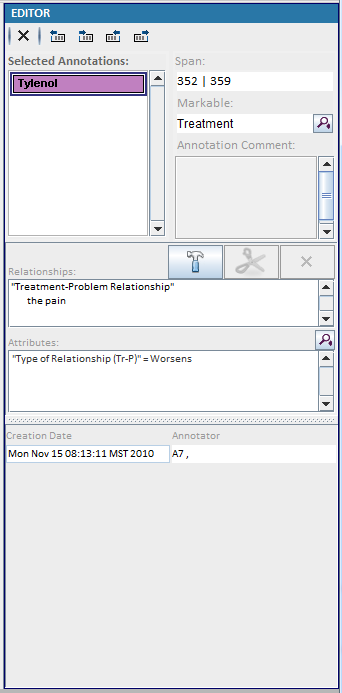 EDITOR
Selected Annotations:
Tylenol
Span:
352 | 359
Markable:
Treatment
Annotation Comment:
Relationships:
"Treatment-Problem Relationship"
the pain
Attributes:
"Type of Relationship (Tr-P)" = Worsens
Creation Date
Annotator
Mon Nov 15 08:13:11 MST 2010
A7 ,